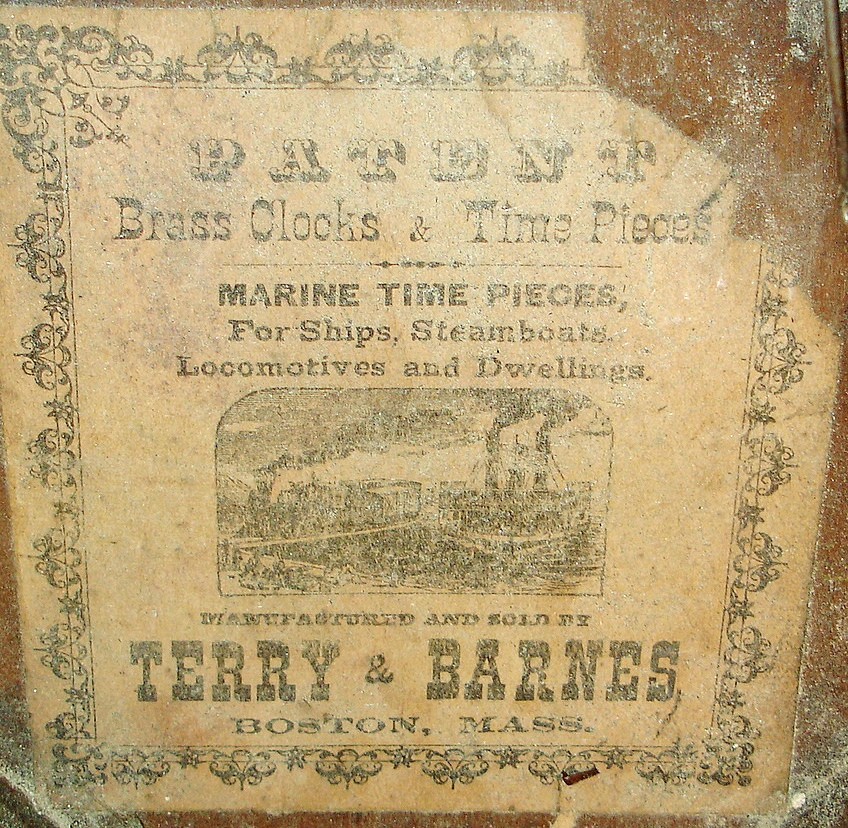 PATENT
Brass Clocks & Time Pieces
MARINE TIME PIECES,
For Ships, Steamboats.
Locomotives and Dwellings.
MANUFACTURED AND SOLD BY
TERRY & BARNES
BOSTON, MASS.